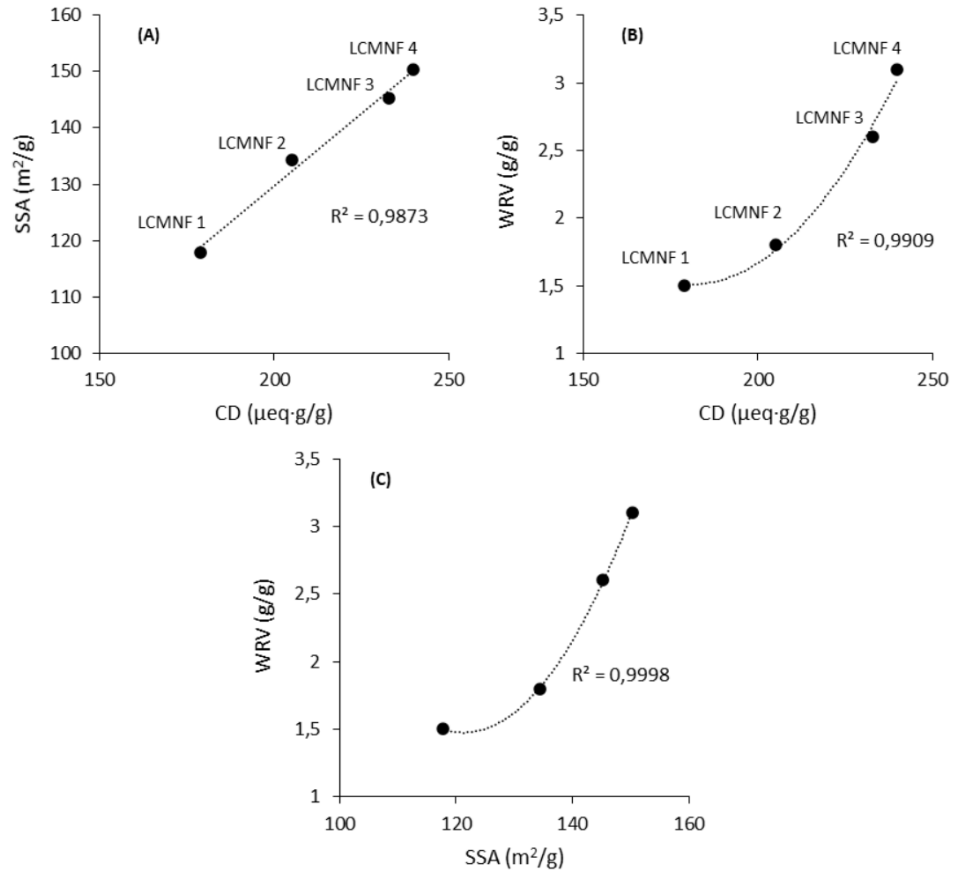 (A)
160
150
140
130
120
110
100
SSA (m²/g)
LCMNF 4
LCMNF 3
LCMNF 2
LCMNF 1
R² = 0,9873
150
200
250
CD (µeq·g/g)
(B)
3,5
3
2,5
2
1,5
1
WRV (g/g)
LCMNF 4
LCMNF 3
LCMNF 2
LCMNF 1
R² = 0,9909
150
200
250
CD (µeq·g/g)
(C)
3,5
3
2,5
2
1,5
1
WRV (g/g)
R² = 0,9998
100
120
140
160
SSA (m²/g)